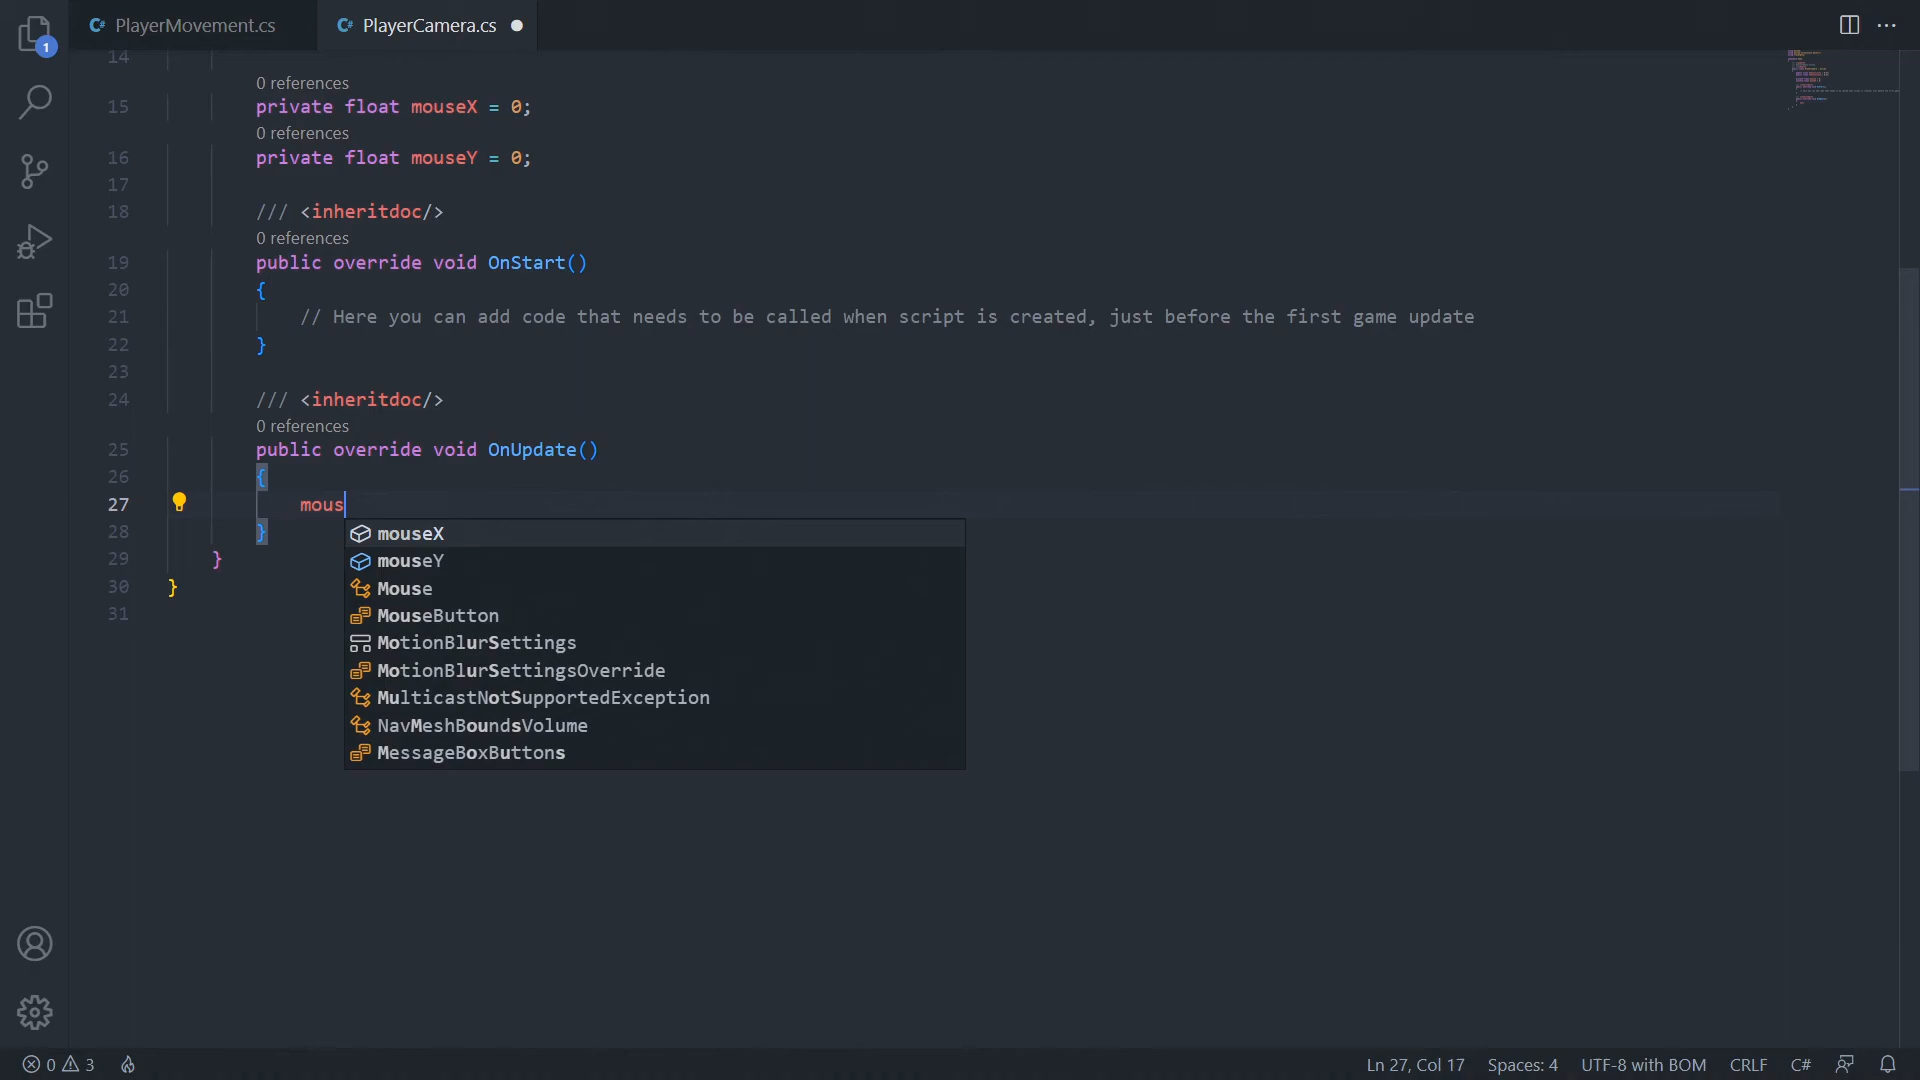 1
C# PlayerMovement.cs
C# PlayerCamera.cs
14
0 references
15 private float mouseX = 0;
0 references
16 private float mouseY = 0;
17
18 /// <inheritdoc/>
0 references
19 public override void OnStart()
20 {
21 // Here you can add code that needs to be called when script is created, just before the first game update
22 }
23
24 /// <inheritdoc/>
0 references
25 public override void OnUpdate()
26 {
27 mous
28 }
29 }
30 }
31
mouseX
mouseY
Mouse
MouseButton
MotionBlurSettings
MotionBlurSettingsOverride
MulticastNotSupportedException
NavMeshBoundsVolume
MessageBoxButtons
0 3 Ln 27, Col 17 Spaces: 4 UTF-8 with BOM CRLF C#